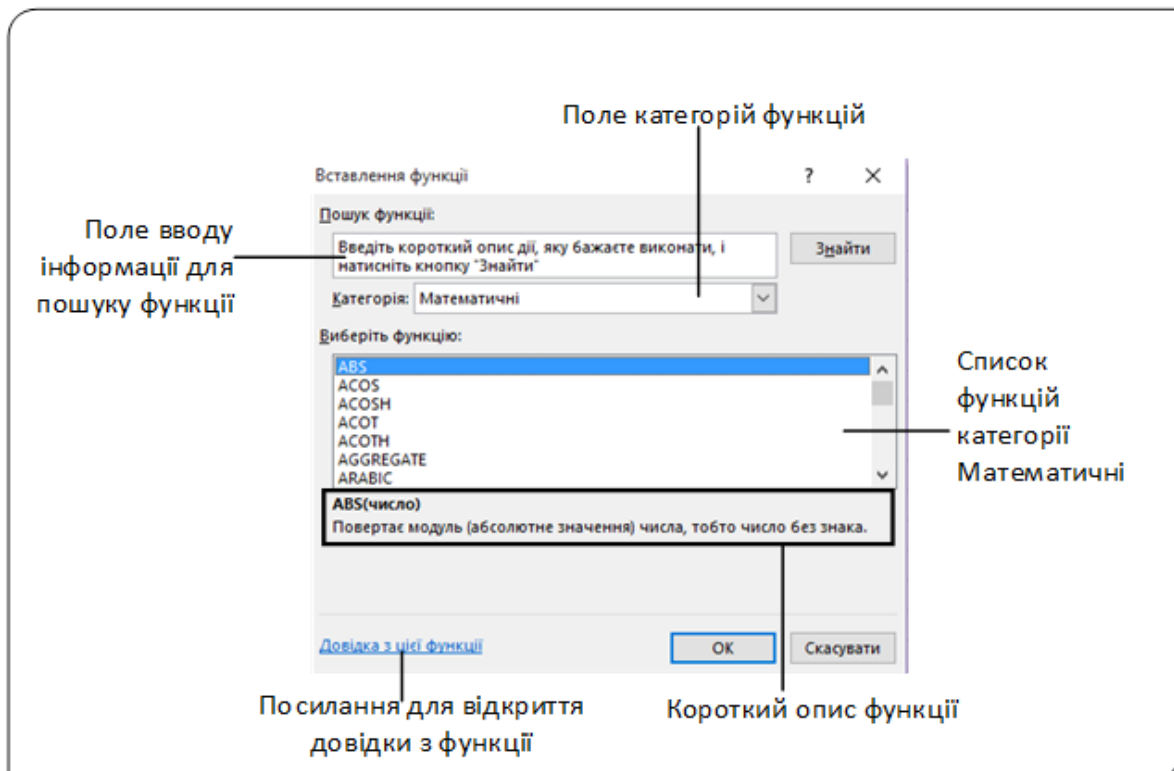 Поле категорій функцій
Вставлення функції ? ×
Пошук функції:
Поле вводу
інформації для
пошуку функції
Введіть короткий опис дії, яку бажаєте виконати, і
натисніть кнопку "Знайти"
Знайти
Категорія: Математичні
Виберіть функцію:
ABS
ACOS
ACOSH
ACOT
ACOTH
AGGREGATE
ARABIC
Список
функцій
категорії
Математичні
ABS(число)
Повертає модуль (абсолютне значення) числа, тобто число без знака.
Довідка з цієї функції
ОК
Скасувати
Посилання для відкриття
довідки з функції
Короткий опис функції